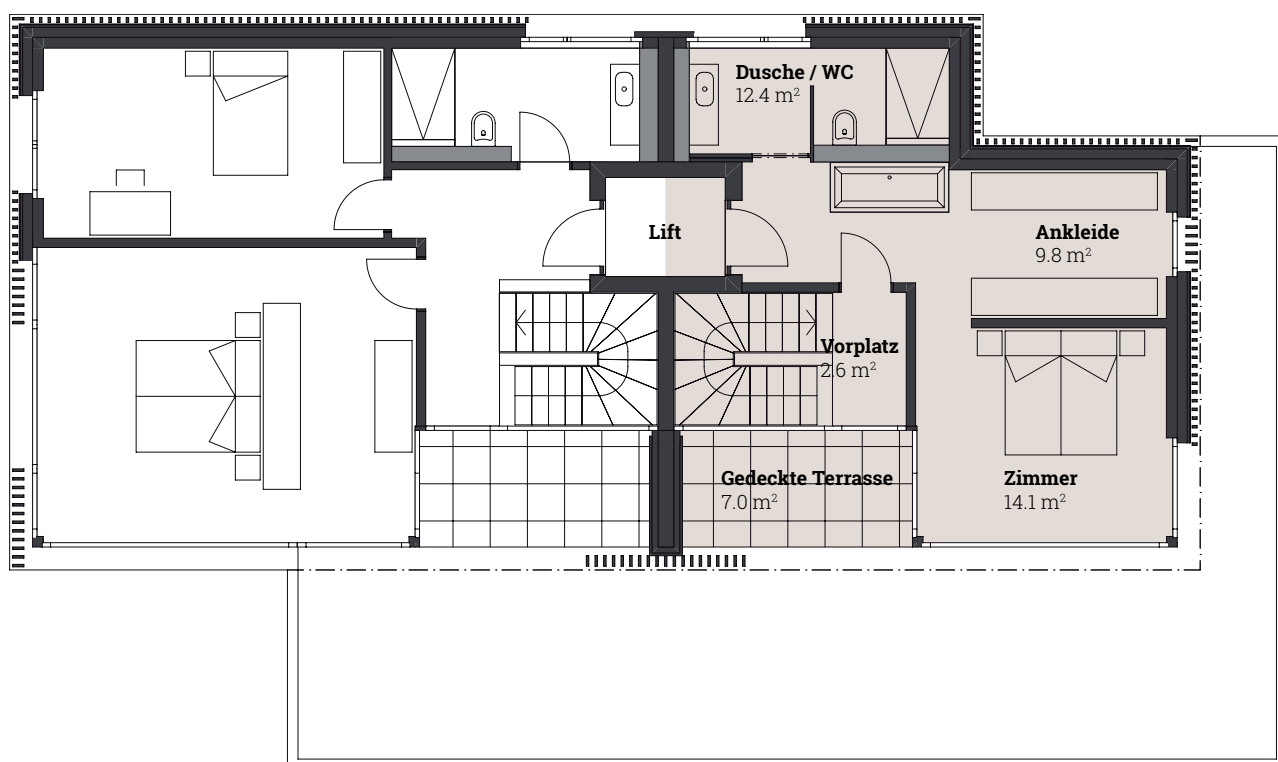 Dusche / WC
12.4 m²
Lift
Ankleide
9.8 m²
Vorplatz
2.6 m²
Gedeckte Terrasse
7.0 m²
Zimmer
14.1 m²